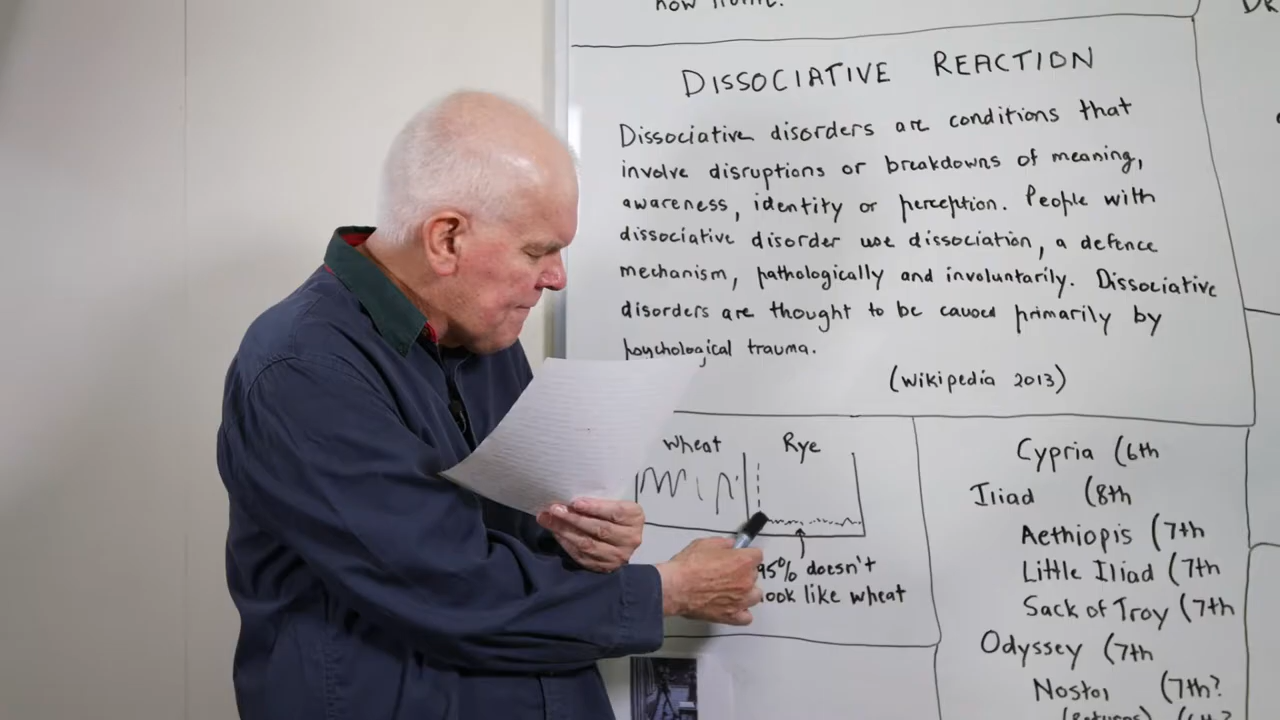 DISSOCIATIVE REACTION
Dissociative disorders are conditions that
involve disruptions or breakdowns of meaning,
awareness, identity or perception. People with
dissociative disorder use dissociation, a defence
mechanism, pathologically and involuntarily. Dissociative
disorders are thought to be caused primarily by
psychological trauma.
(Wikipedia 2013)
Wheat Rye
95% doesn't
look like wheat
Cypria (6th
Iliad (8th
Aethiopis (7th
Little Iliad (7th
Sack of Troy (7th
Odyssey (7th
Nostoi (7th?